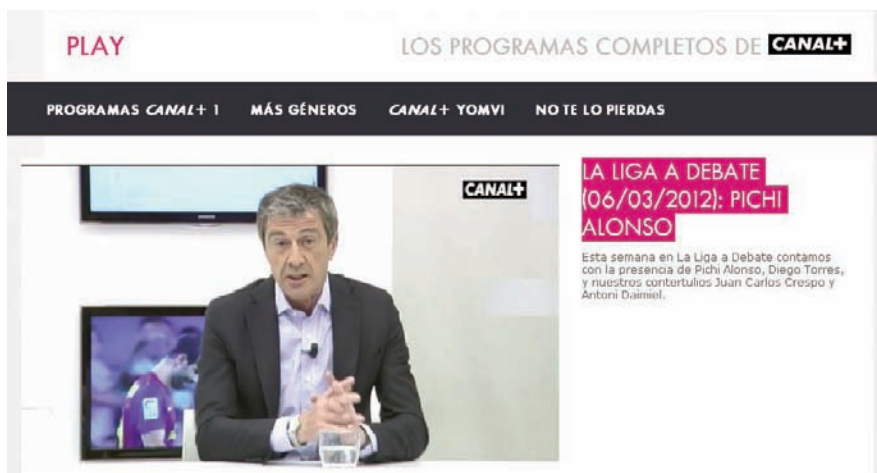 PLAY
LOS PROGRAMAS COMPLETOS DE CANAL+
PROGRAMAS CANAL+ 1 MÁS GÉNEROS CANAL+ YOMVI NO TE LO PIERDAS
CANAL+
LA LIGA A DEBATE
(06/03/2012): PICHI
ALONSO
Esta semana en La Liga a Debate contamos
con la presencia de Pichi Alonso, Diego Torres,
y nuestros contertulios Juan Carlos Crespo y
Antoni Daimiel.